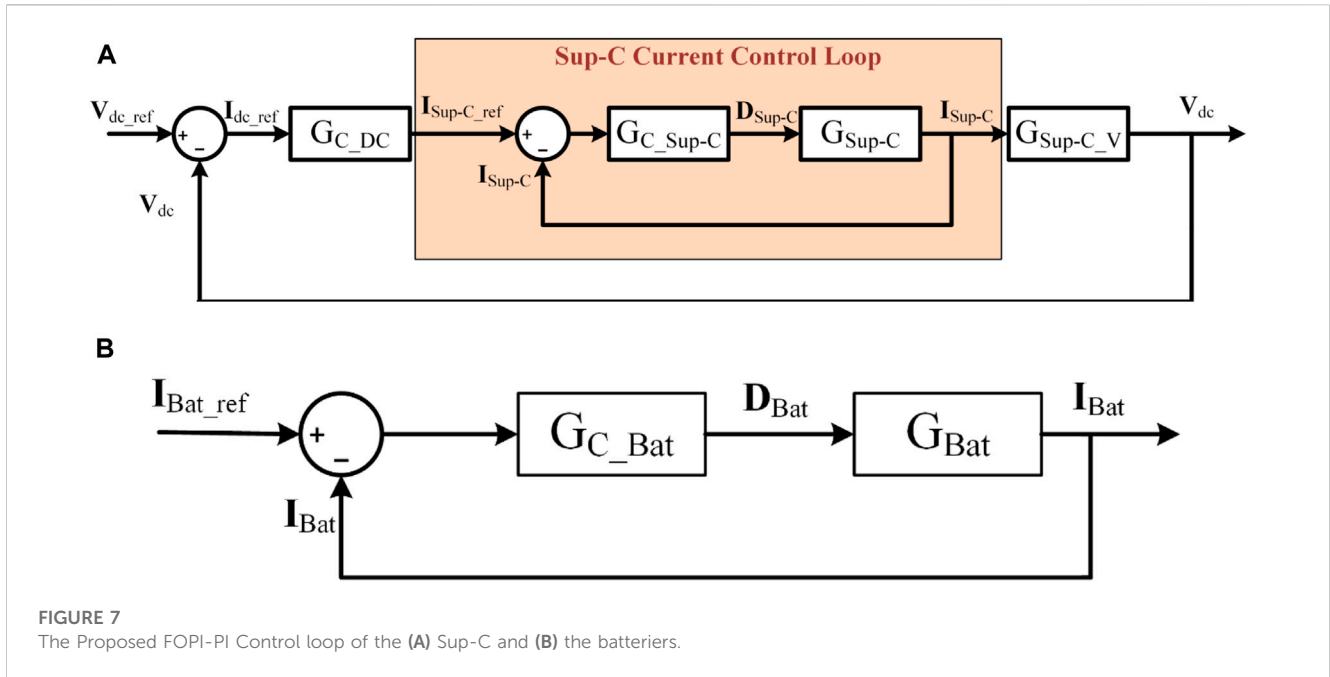 A
Sup-C Current Control Loop
V_dc_ref
+
-
I_dc_ref
G_C_DC
I_Sup-C_ref
+
-
G_C_Sup-C
D_Sup-C
G_Sup-C
I_Sup-C
G_Sup-C_V
V_dc
I_Sup-C
V_dc
B
I_Bat_ref
+
-
G_C_Bat
D_Bat
G_Bat
I_Bat
I_Bat
FIGURE 7
The Proposed FOPI-PI Control loop of the (A) Sup-C and (B) the batteriers.